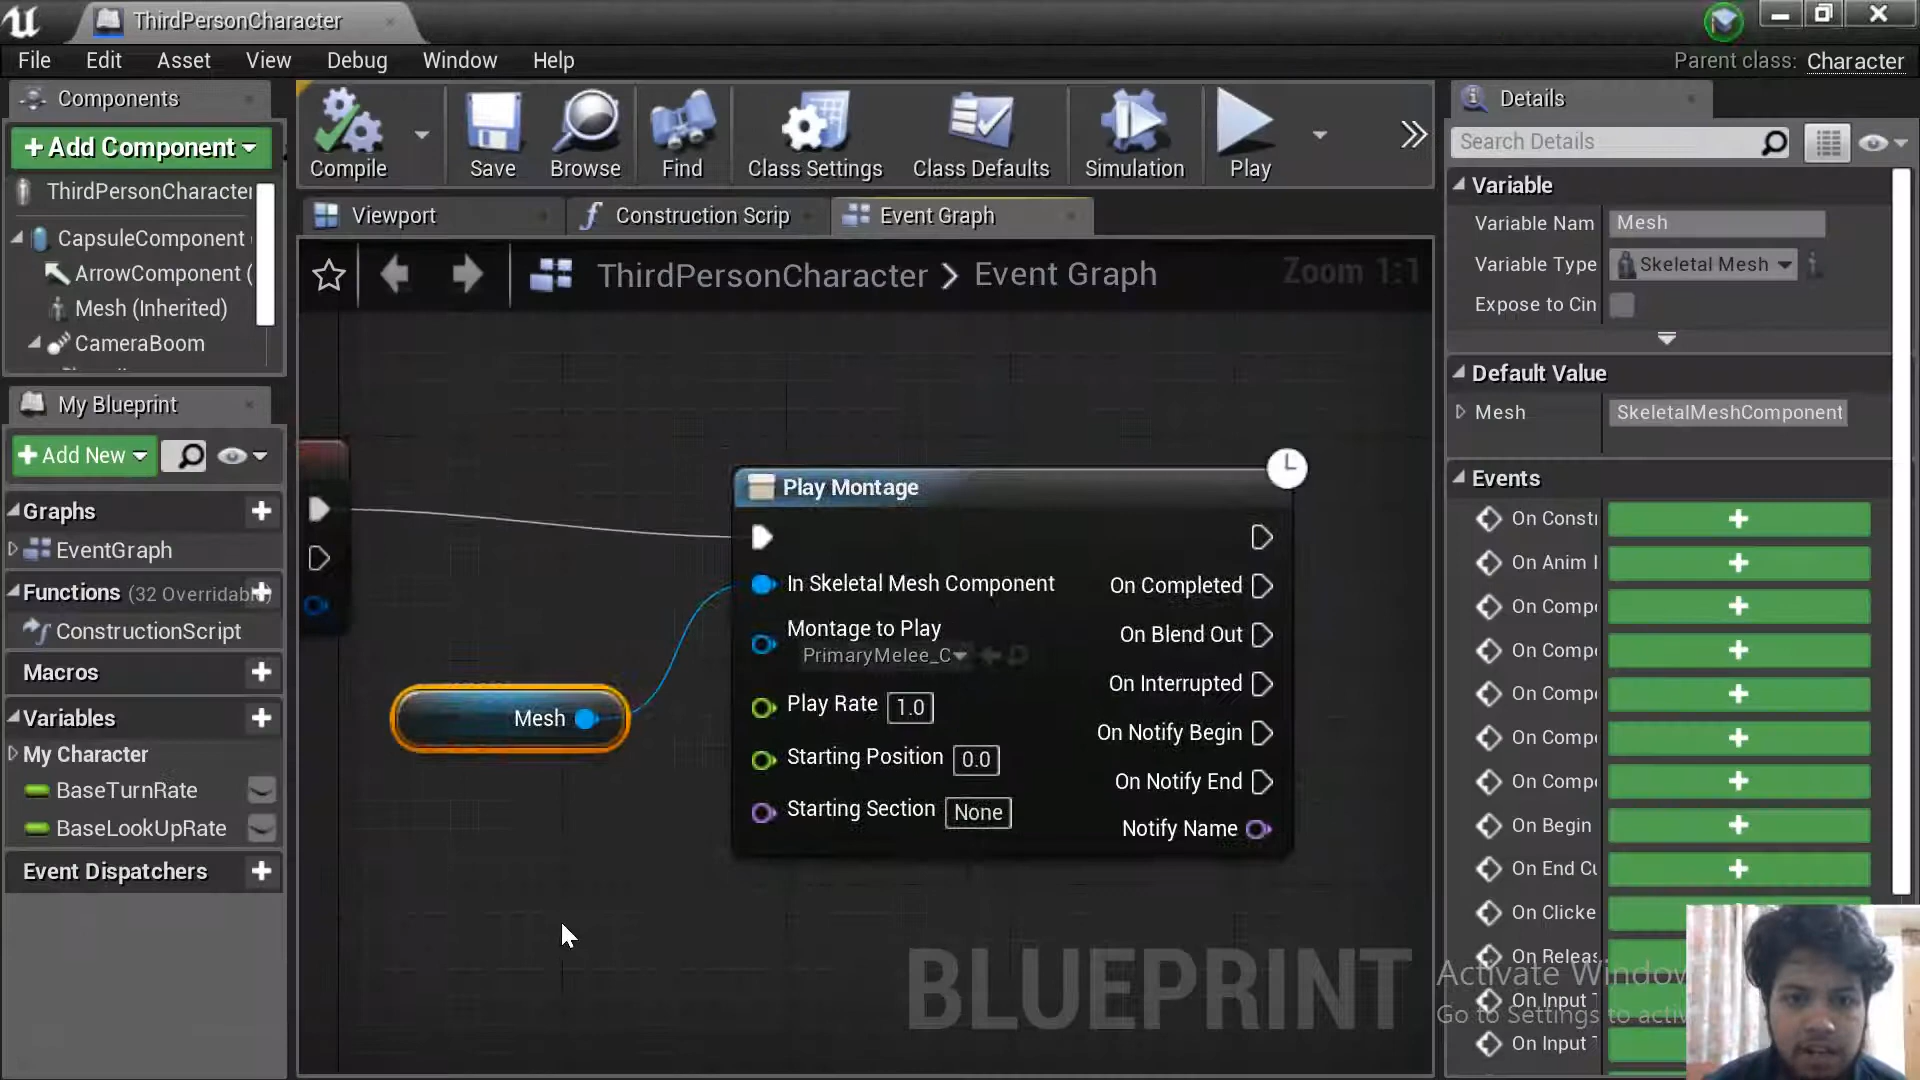 ThirdPersonCharacter
File Edit Asset View Debug Window Help
Parent class: Character
Components
+ Add Component
ThirdPersonCharacter
CapsuleComponent
ArrowComponent (
Mesh (Inherited)
CameraBoom
My Blueprint
+ Add New
Graphs
EventGraph
Functions (32 Overridab
ConstructionScript
Macros
Variables
My Character
BaseTurnRate
BaseLookUpRate
Event Dispatchers
Compile
Save
Browse
Find
Class Settings
Class Defaults
Simulation
Play
Viewport
Construction Scrip
Event Graph
ThirdPersonCharacter > Event Graph
Zoom 1:1
Play Montage
In Skeletal Mesh Component
Montage to Play
PrimaryMelee_C
Play Rate 1.0
Starting Position 0.0
Starting Section None
On Completed
On Blend Out
On Interrupted
On Notify Begin
On Notify End
Notify Name
Mesh
BLUEPRINT
Details
Search Details
Variable
Variable Nam Mesh
Variable Type Skeletal Mesh
Expose to Cin
Default Value
Mesh SkeletalMeshComponent
Events
On Constr
On Anim I
On Compo
On Compo
On Compo
On Compo
On Compo
On Begin
On End Cu
On Clicke
On Releas
On Input T
On Input T
Activate Window
Go to Settings to activ